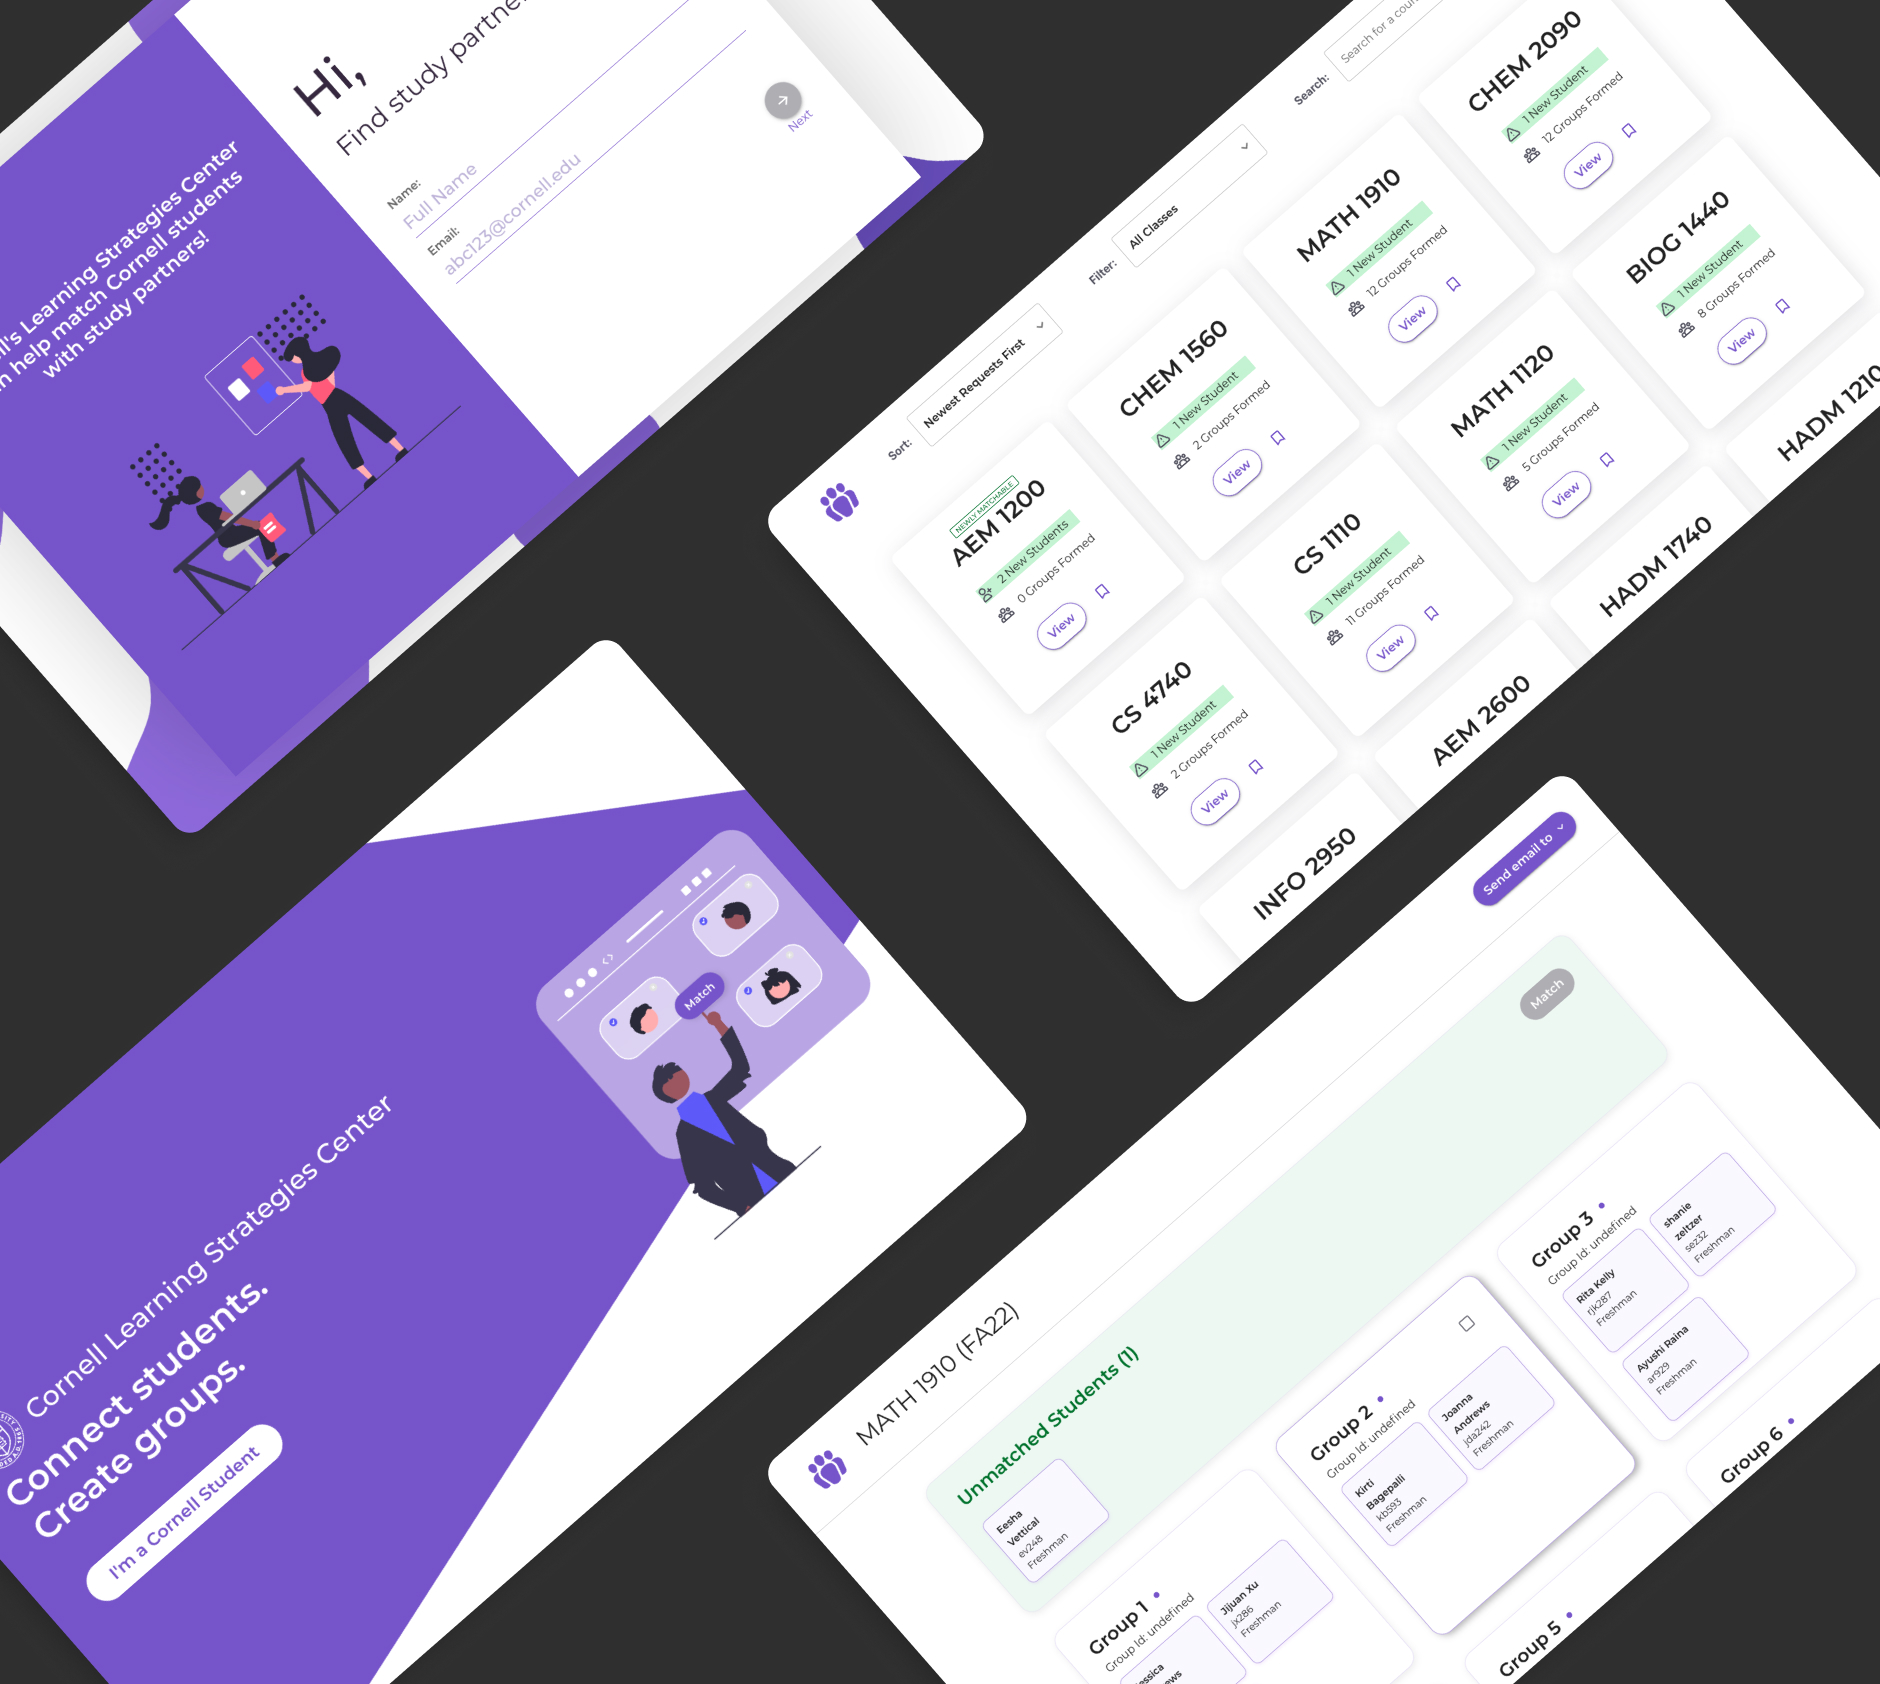 Hi,
Find study partne
Name:
Full Name
Email:
abc123@cornell.edu
Next
Learning Strategies Center
help match Cornell students
with study partners!
Search:
Search for a cou
Filter:
All Classes
Sort:
Newest Requests First
NEWLY MATCHABLE
AEM 1200
2 New Students
0 Groups Formed
View
CHEM 1560
1 New Student
2 Groups Formed
View
MATH 1910
1 New Student
12 Groups Formed
View
CHEM 2090
1 New Student
12 Groups Formed
View
CS 4740
1 New Student
2 Groups Formed
View
CS 1110
1 New Student
11 Groups Formed
View
MATH 1120
1 New Student
5 Groups Formed
View
BIOG 1440
1 New Student
8 Groups Formed
View
INFO 2950
AEM 2600
HADM 1740
HADM 1210
Cornell Learning Strategies Center
Connect students.
Create groups.
I'm a Cornell Student
Match
MATH 1910 (FA22)
Send email to
Unmatched Students (1)
Match
Eesha
Vettical
ev248
Freshman
Group 1
Group Id: undefined
Jijuan Xu
jx286
Freshman
Group 2
Group Id: undefined
Kirti
Bagepalli
kb593
Freshman
Joanna
Andrews
jda242
Freshman
Group 3
Group Id: undefined
Rita Kelly
rjk287
Freshman
shanie
zeitzer
sez32
Freshman
Ayushi Raina
ar929
Freshman
Group 5
Group 6